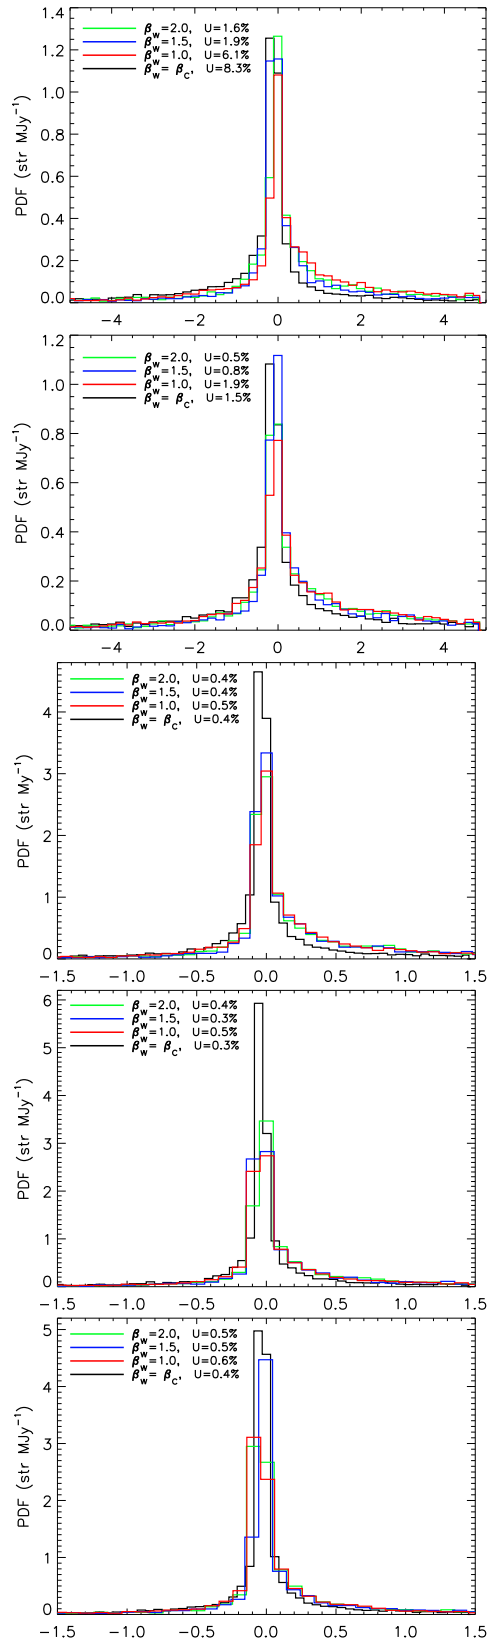 1.4
1.2
1.0
0.8
0.6
0.4
0.2
0.0
PDF (str MJy⁻¹)
β_w=2.0, U=1.6%
β_w=1.5, U=1.9%
β_w=1.0, U=6.1%
β_w= β_C, U=8.3%
−4 −2 0 2 4
1.2
1.0
0.8
0.6
0.4
0.2
0.0
PDF (str MJy⁻¹)
β_w=2.0, U=0.5%
β_w=1.5, U=0.8%
β_w=1.0, U=1.9%
β_w= β_C, U=1.5%
−4 −2 0 2 4
4
3
2
1
0
PDF (str My⁻¹)
β_w=2.0, U=0.4%
β_w=1.5, U=0.4%
β_w=1.0, U=0.5%
β_w= β_C, U=0.4%
−1.5 −1.0 −0.5 0.0 0.5 1.0 1.5
6
5
4
3
2
1
0
PDF (str MJy⁻¹)
β_w=2.0, U=0.4%
β_w=1.5, U=0.3%
β_w=1.0, U=0.5%
β_w= β_C, U=0.3%
−1.5 −1.0 −0.5 0.0 0.5 1.0 1.5
5
4
3
2
1
0
PDF (str MJy⁻¹)
β_w=2.0, U=0.5%
β_w=1.5, U=0.5%
β_w=1.0, U=0.6%
β_w= β_C, U=0.4%
−1.5 −1.0 −0.5 0.0 0.5 1.0 1.5